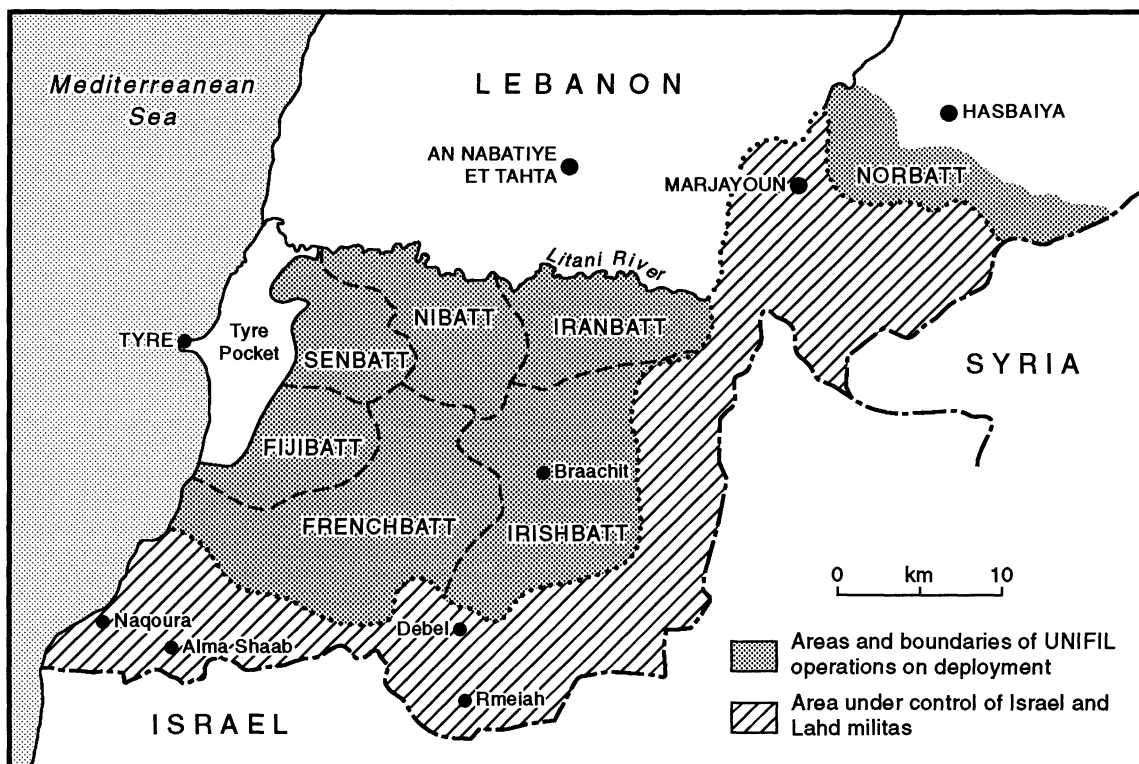 Mediterranean
Sea
LEBANON
HASBAIYA
AN NABATIYE
ET TAHTA
MARJAYOUN
NORBATT
Litani River
NIBATT
IRANBATT
TYRE
Tyre
Pocket
SENBATT
SYRIA
FIJIBATT
Braachit
FRENCHBATT
IRISHBATT
0 km 10
Naqoura
Debel
Alma Shaab
Areas and boundaries of UNIFIL
operations on deployment
Rmeiah
Area under control of Israel and
Lahd militas
ISRAEL